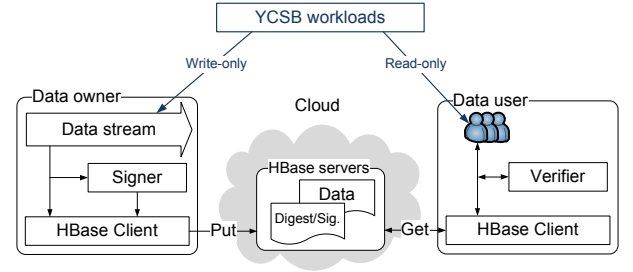 YCSB workloads
Write-only
Read-only
Data owner
Data stream
Signer
HBase Client
Put
Cloud
HBase servers
Data
Digest/Sig.
Get
Data user
Verifier
HBase Client